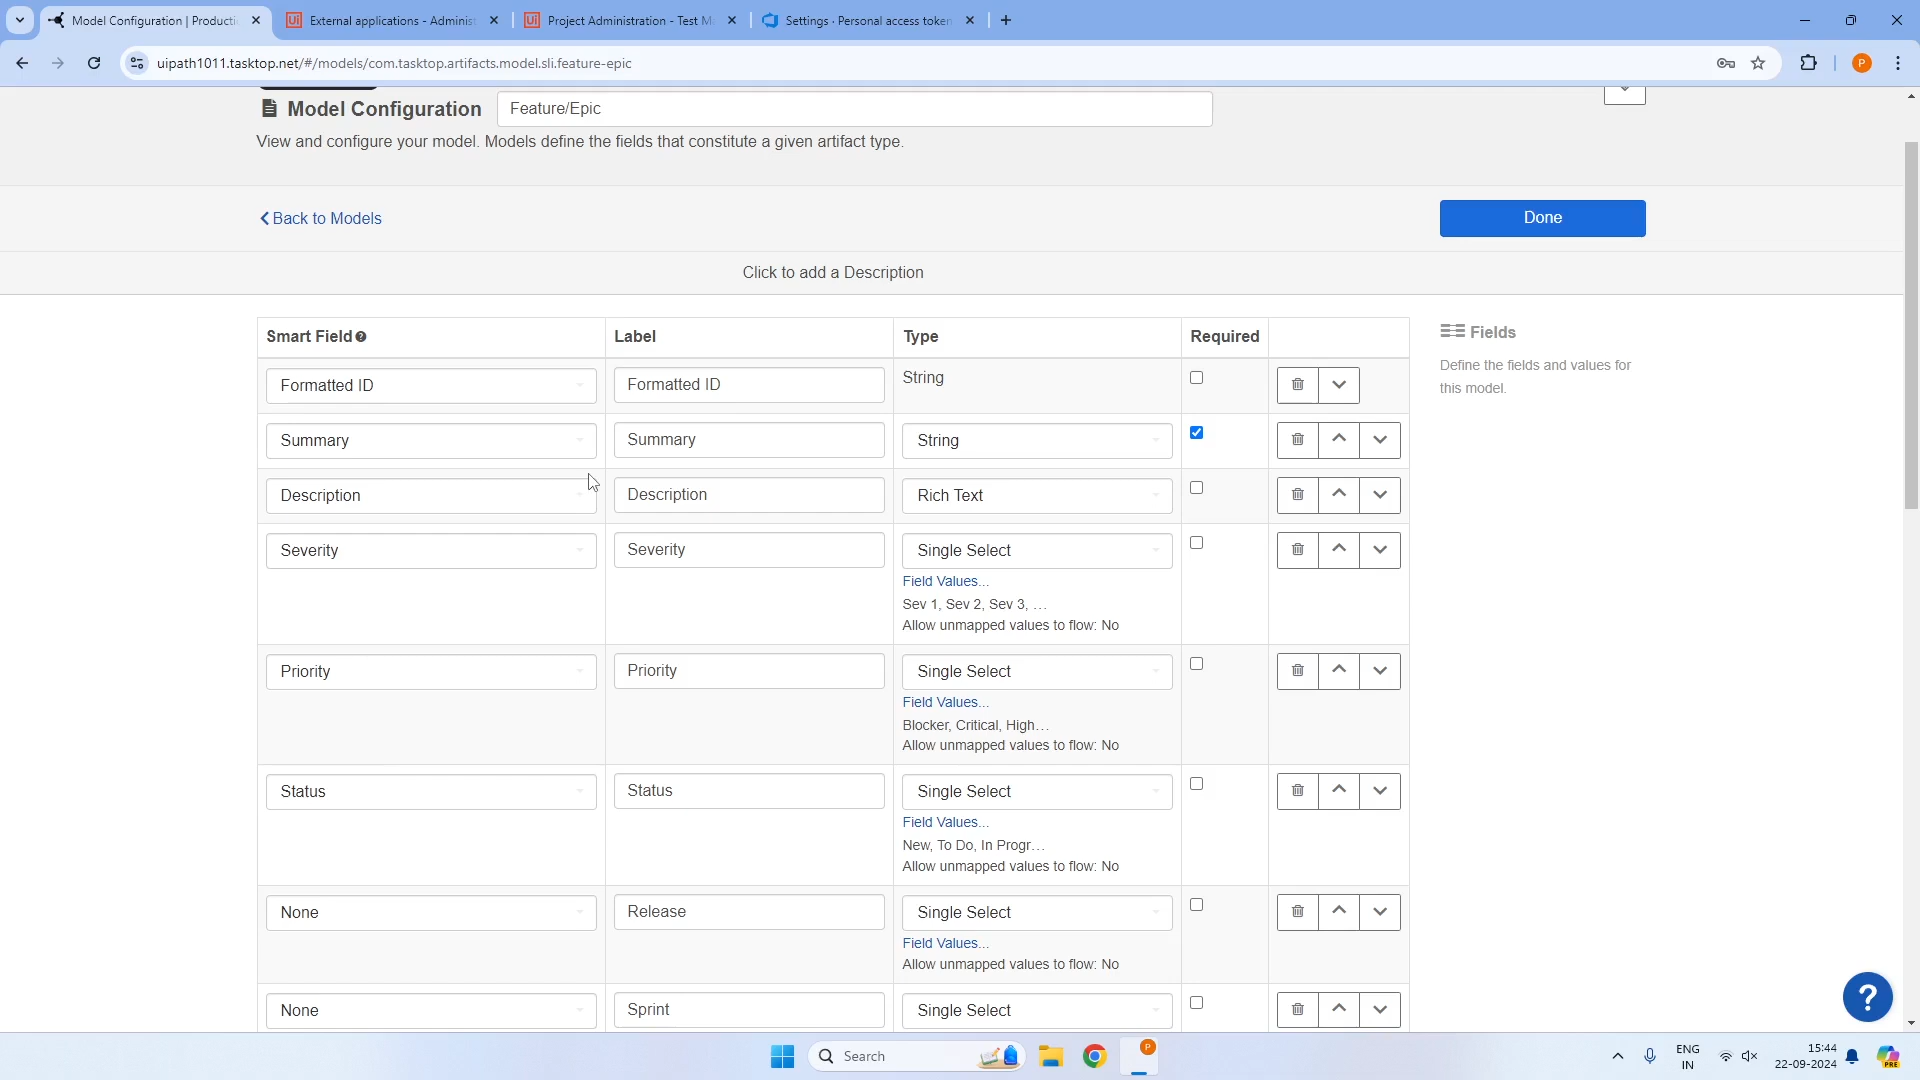 Model Configuration | Producti
External applications - Administ
Project Administration - Test M
Settings · Personal access token
uipath1011.tasktop.net/#/models/com.tasktop.artifacts.model.sli.feature-epic
P
Model Configuration
Feature/Epic
View and configure your model. Models define the fields that constitute a given artifact type.
Back to Models
Done
Click to add a Description
Smart Field Label Type Required
Fields
Define the fields and values for
this model.
Formatted ID Formatted ID String
Summary Summary String
Description Description Rich Text
Severity Severity Single Select
Field Values...
Sev 1, Sev 2, Sev 3, ...
Allow unmapped values to flow: No
Priority Priority Single Select
Field Values...
Blocker, Critical, High...
Allow unmapped values to flow: No
Status Status Single Select
Field Values...
New, To Do, In Progr...
Allow unmapped values to flow: No
None Release Single Select
Field Values...
Allow unmapped values to flow: No
None Sprint Single Select
?
Search
P
ENG
IN
15:44
22-09-2024
PRE